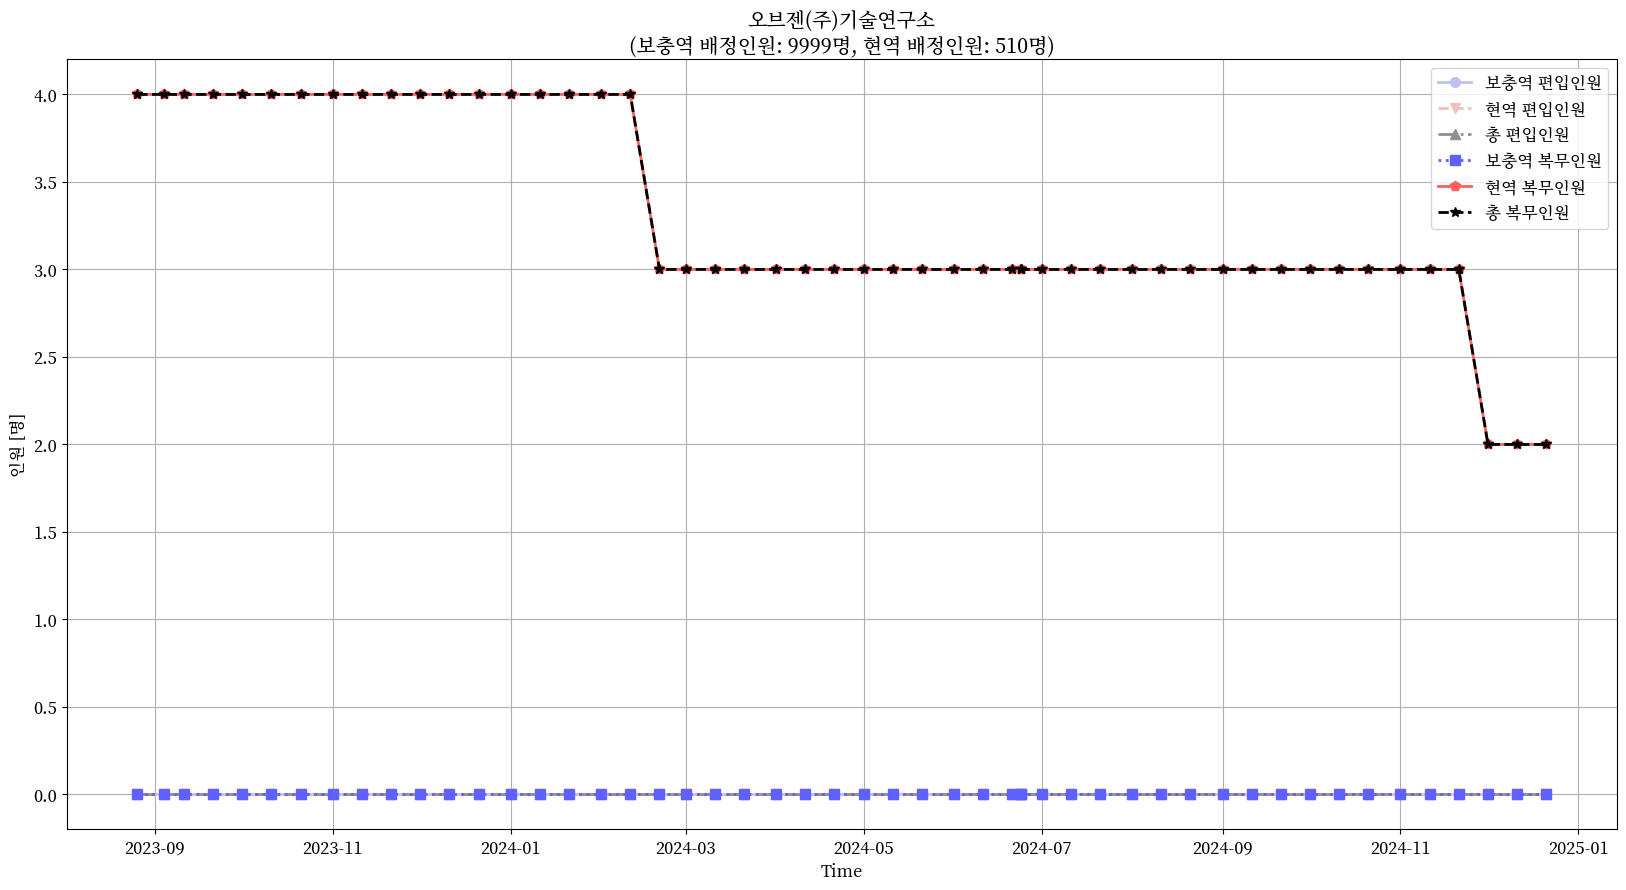 오브젠(주)기술연구소
(보충역 배정인원: 9999명, 현역 배정인원: 510명)
보충역 편입인원
현역 편입인원
총 편입인원
보충역 복무인원
현역 복무인원
총 복무인원
인원 [명]
4.0
3.5
3.0
2.5
2.0
1.5
1.0
0.5
0.0
2023-09 2023-11 2024-01 2024-03 2024-05 2024-07 2024-09 2024-11 2025-01
Time